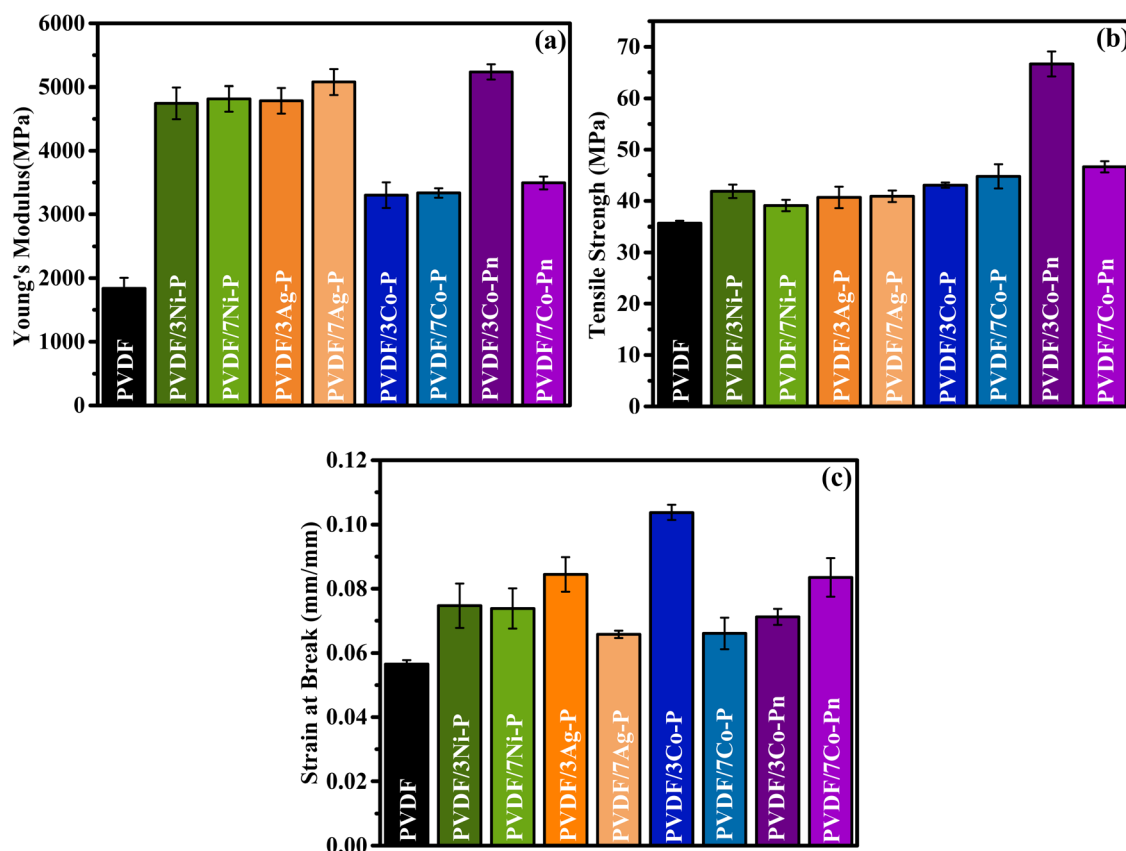 (a)
Young's Modulus(MPa)
6000
5000
4000
3000
2000
1000
0
PVDF
PVDF/3Ni-P
PVDF/7Ni-P
PVDF/3Ag-P
PVDF/7Ag-P
PVDF/3Co-P
PVDF/7Co-P
PVDF/3Co-Pn
PVDF/7Co-Pn
(b)
Tensile Strengh (MPa)
70
60
50
40
30
20
10
0
PVDF
PVDF/3Ni-P
PVDF/7Ni-P
PVDF/3Ag-P
PVDF/7Ag-P
PVDF/3Co-P
PVDF/7Co-P
PVDF/3Co-Pn
PVDF/7Co-Pn
(c)
Strain at Break (mm/mm)
0.12
0.10
0.08
0.06
0.04
0.02
0.00
PVDF
PVDF/3Ni-P
PVDF/7Ni-P
PVDF/3Ag-P
PVDF/7Ag-P
PVDF/3Co-P
PVDF/7Co-P
PVDF/3Co-Pn
PVDF/7Co-Pn